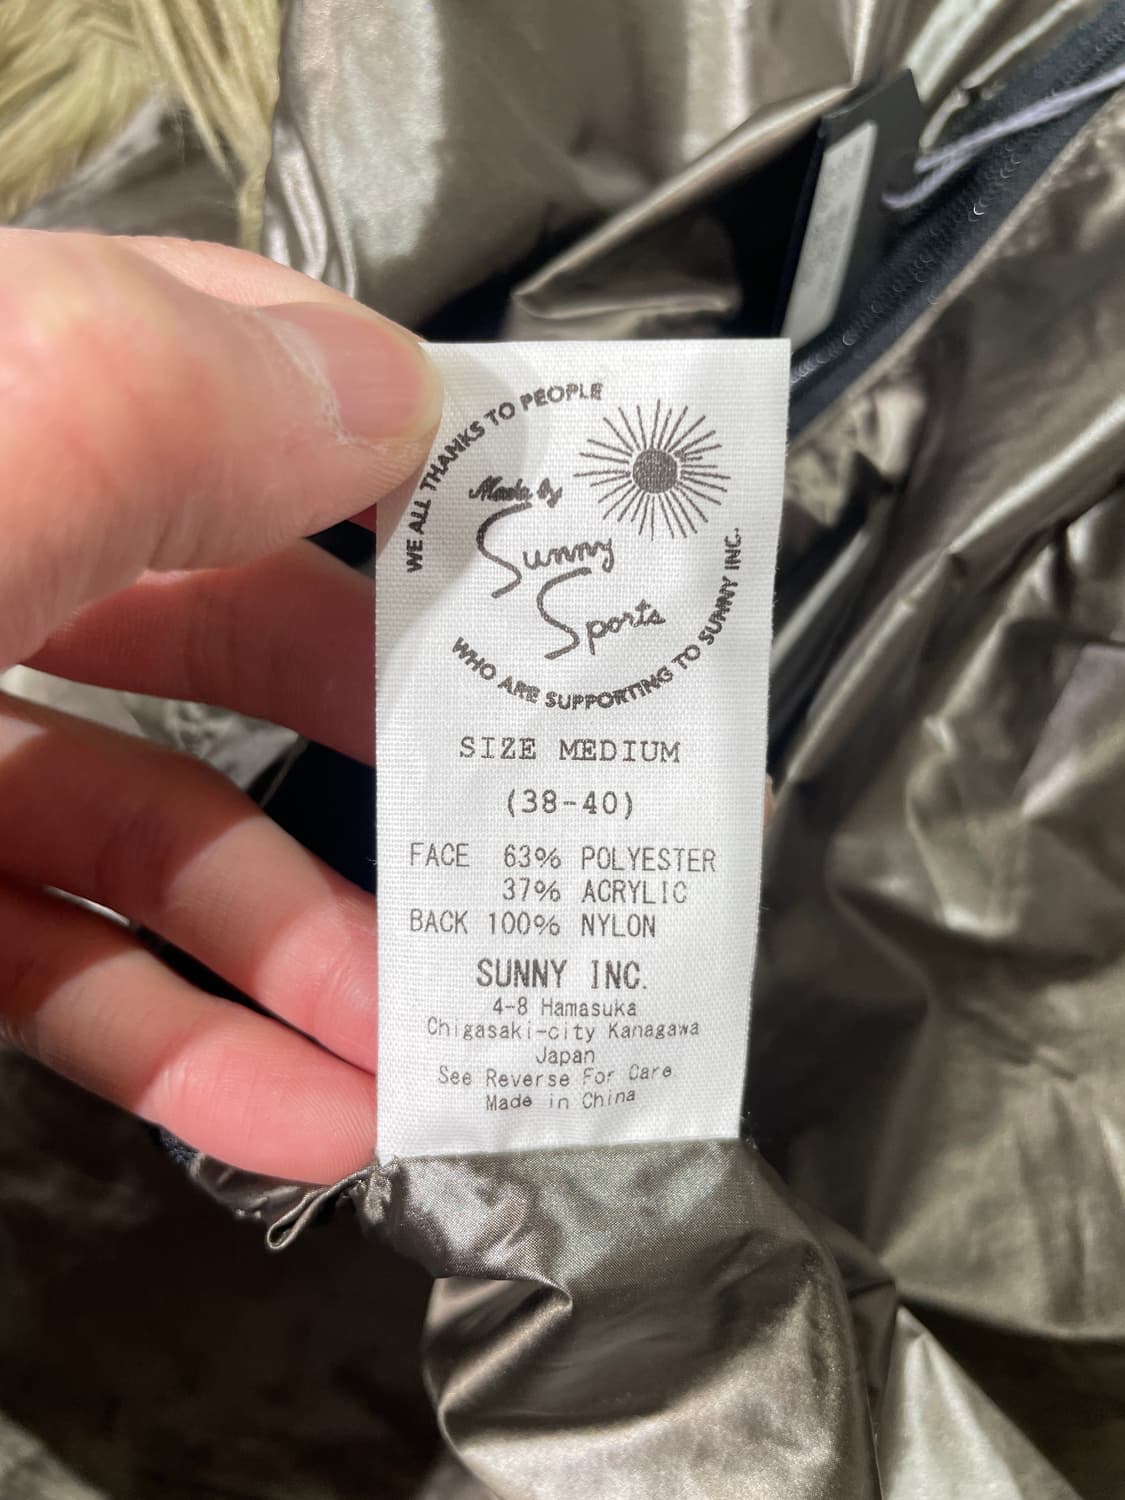 WE ALL THANKS TO PEOPLE
Made by
Sunny
Sports
WHO ARE SUPPORTING TO SUNNY INC.
SIZE MEDIUM
(38-40)
FACE 63% POLYESTER
37% ACRYLIC
BACK 100% NYLON
SUNNY INC.
4-8 Hamasuka
Chigasaki-city Kanagawa
Japan
See Reverse For Care
Made in China